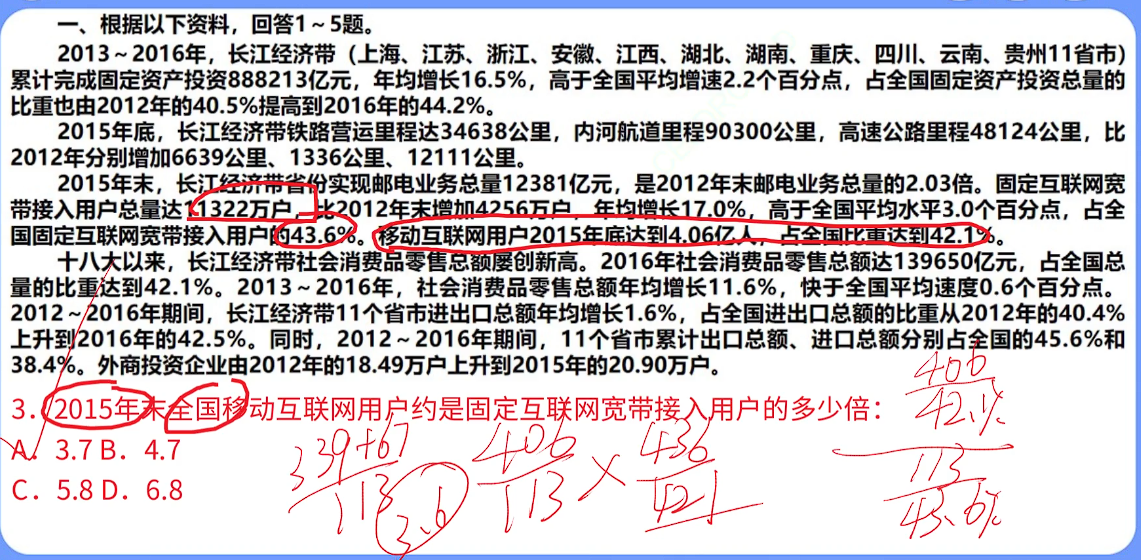 一、根据以下资料，回答1～5题。
2013～2016年，长江经济带（上海、江苏、浙江、安徽、江西、湖北、湖南、重庆、四川、云南、贵州11省市）
累计完成固定资产投资888213亿元，年均增长16.5%，高于全国平均增速2.2个百分点，占全国固定资产投资总量的
比重也由2012年的40.5%提高到2016年的44.2%。
2015年底，长江经济带铁路营运里程达34638公里，内河航道里程90300公里，高速公路里程48124公里，比
2012年分别增加6639公里、1336公里、12111公里。
2015年末，长江经济带省份实现邮电业务总量12381亿元，是2012年末邮电业务总量的2.03倍。固定互联网宽
带接入用户总量达11322万户，比2012年末增加4256万户，年均增长17.0%，高于全国平均水平3.0个百分点，占全
国固定互联网宽带接入用户的43.6%。移动互联网用户2015年底达到4.06亿人，占全国比重达到42.1%。
十八大以来，长江经济带社会消费品零售总额屡创新高。2016年社会消费品零售总额达139650亿元，占全国总
量的比重达到42.1%。2013～2016年，社会消费品零售总额年均增长11.6%，快于全国平均速度0.6个百分点。
2012～2016年期间，长江经济带11个省市进出口总额年均增长1.6%，占全国进出口总额的比重从2012年的40.4%
上升到2016年的42.5%。同时，2012～2016年期间，11个省市累计出口总额、进口总额分别占全国的45.6%和
38.4%。外商投资企业由2012年的18.49万户上升到2015年的20.90万户。
3. 2015年末全国移动互联网用户约是固定互联网宽带接入用户的多少倍：
A. 3.7 B. 4.7
C. 5.8 D. 6.8
339+67
113
3.6
406
113
×
436
421
406
42.1%
113
43.6%